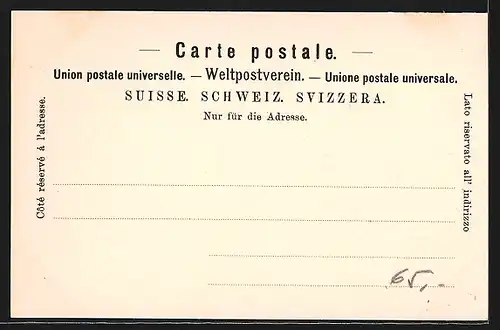 — Carte postale. —
Union postale universelle. — Weltpostverein. — Unione postale universale.
SUISSE. SCHWEIZ. SVIZZERA.
Nur für die Adresse.
Côté réservé à l'adresse.
Lato riservato all' indirizzo
65,-